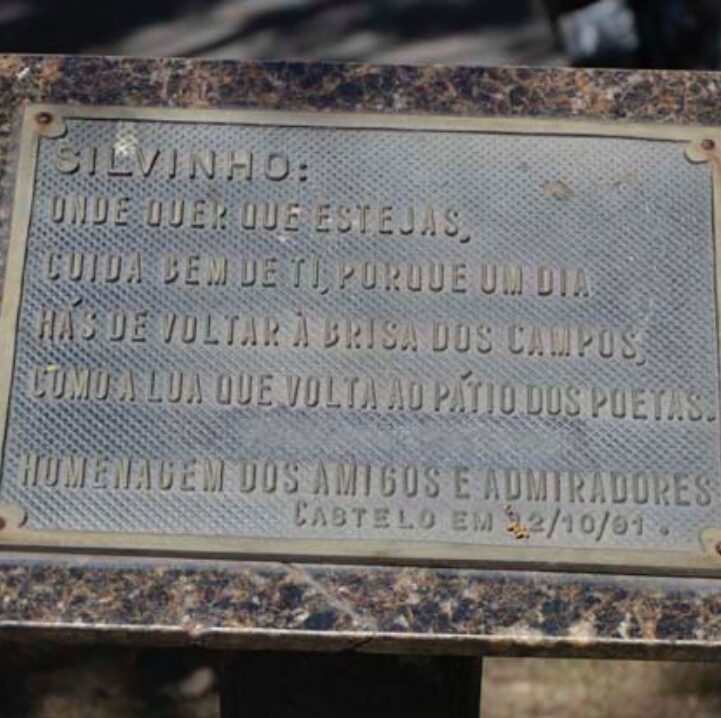 SILVINHO:
ONDE QUER QUE ESTEJAS,
CUIDA BEM DE TI, PORQUE UM DIA
HÁS DE VOLTAR À BRISA DOS CAMPOS,
COMO A LUA QUE VOLTA AO PÁTIO DOS POETAS.
HOMENAGEM DOS AMIGOS E ADMIRADORES
CASTELO EM